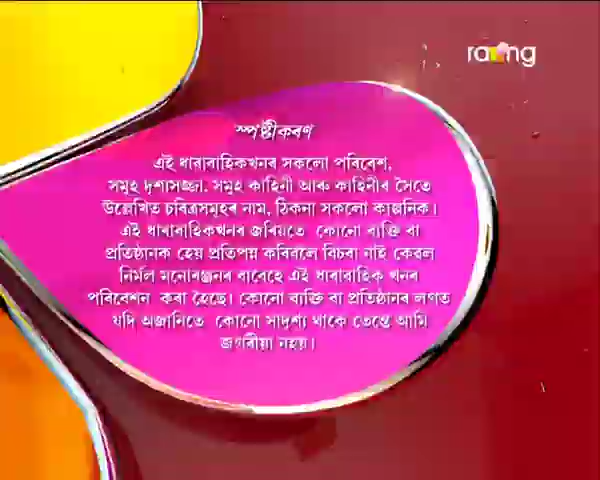 rang
স্পষ্টীকৰণ
এই ধাৰাবাহিকখনৰ সকলো পৰিবেশ,
সমূহ দৃশ্যসজ্জা, সমূহ কাহিনী আৰু কাহিনীৰ সৈতে
উল্লেখিত চৰিত্ৰসমূহৰ নাম, ঠিকনা সকলো কাল্পনিক।
এই ধাৰাবাহিকখনৰ জৰিয়তে কোনো ব্যক্তি বা
প্ৰতিষ্ঠানক হেয় প্ৰতিপন্ন কৰিবলৈ বিচৰা নাই কেৱল
নিৰ্মল মনোৰঞ্জনৰ বাবেহে এই ধাৰাবাহিক খনৰ
পৰিবেশন কৰা হৈছে। কোনো ব্যক্তি বা প্ৰতিষ্ঠানৰ লগত
যদি অজানিতে কোনো সাদৃশ্য থাকে তেন্তে আমি
জগৰীয়া নহয়।